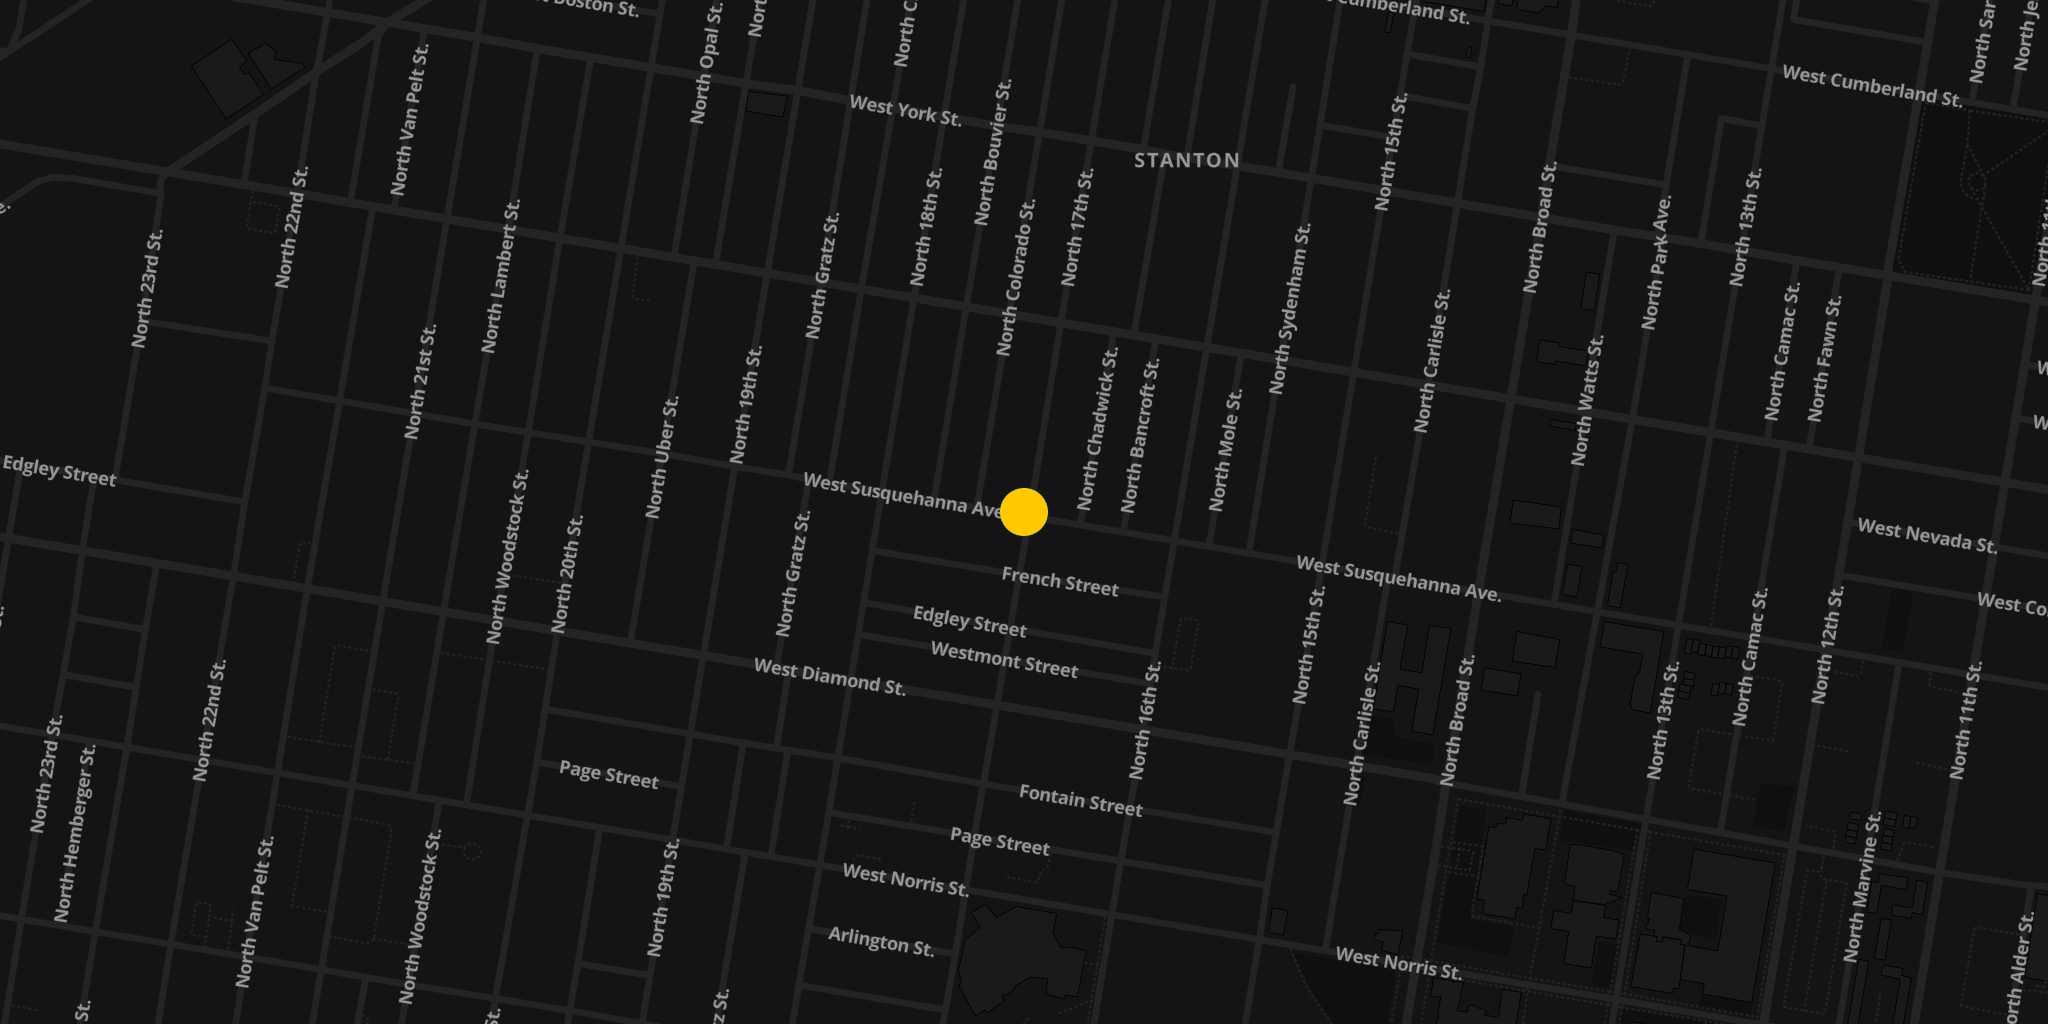 Boston St.
Cumberland St.
North Opal St.
North Van Pelt St.
West Cumberland St.
West York St.
North Bouvier St.
North 15th St.
STANTON
North 22nd St.
North 18th St.
North 17th St.
North Broad St.
North 13th St.
North Lambert St.
North Colorado St.
North Park Ave.
North 23rd St.
North Gratz St.
North Sydenham St.
North Carlisle St.
North Camac St.
North Fawn St.
North 21st St.
North 19th St.
North Chadwick St.
North Bancroft St.
North Watts St.
North Uber St.
North Mole St.
Edgley Street
West Susquehanna Ave
North Woodstock St.
North 20th St.
North Gratz St.
West Nevada St.
French Street
West Susquehanna Ave.
North 15th St.
North Camac St.
North 12th St.
West Co
Edgley Street
Westmont Street
West Diamond St.
North 22nd St.
North 16th St.
North Carlisle St.
North Broad St.
North 13th St.
North 11th St.
North 23rd St.
North Hemberger St.
Page Street
Fontain Street
Page Street
North Van Pelt St.
North Woodstock St.
North 19th St.
West Norris St.
North Marvine St.
Arlington St.
West Norris St.
North Alder St.